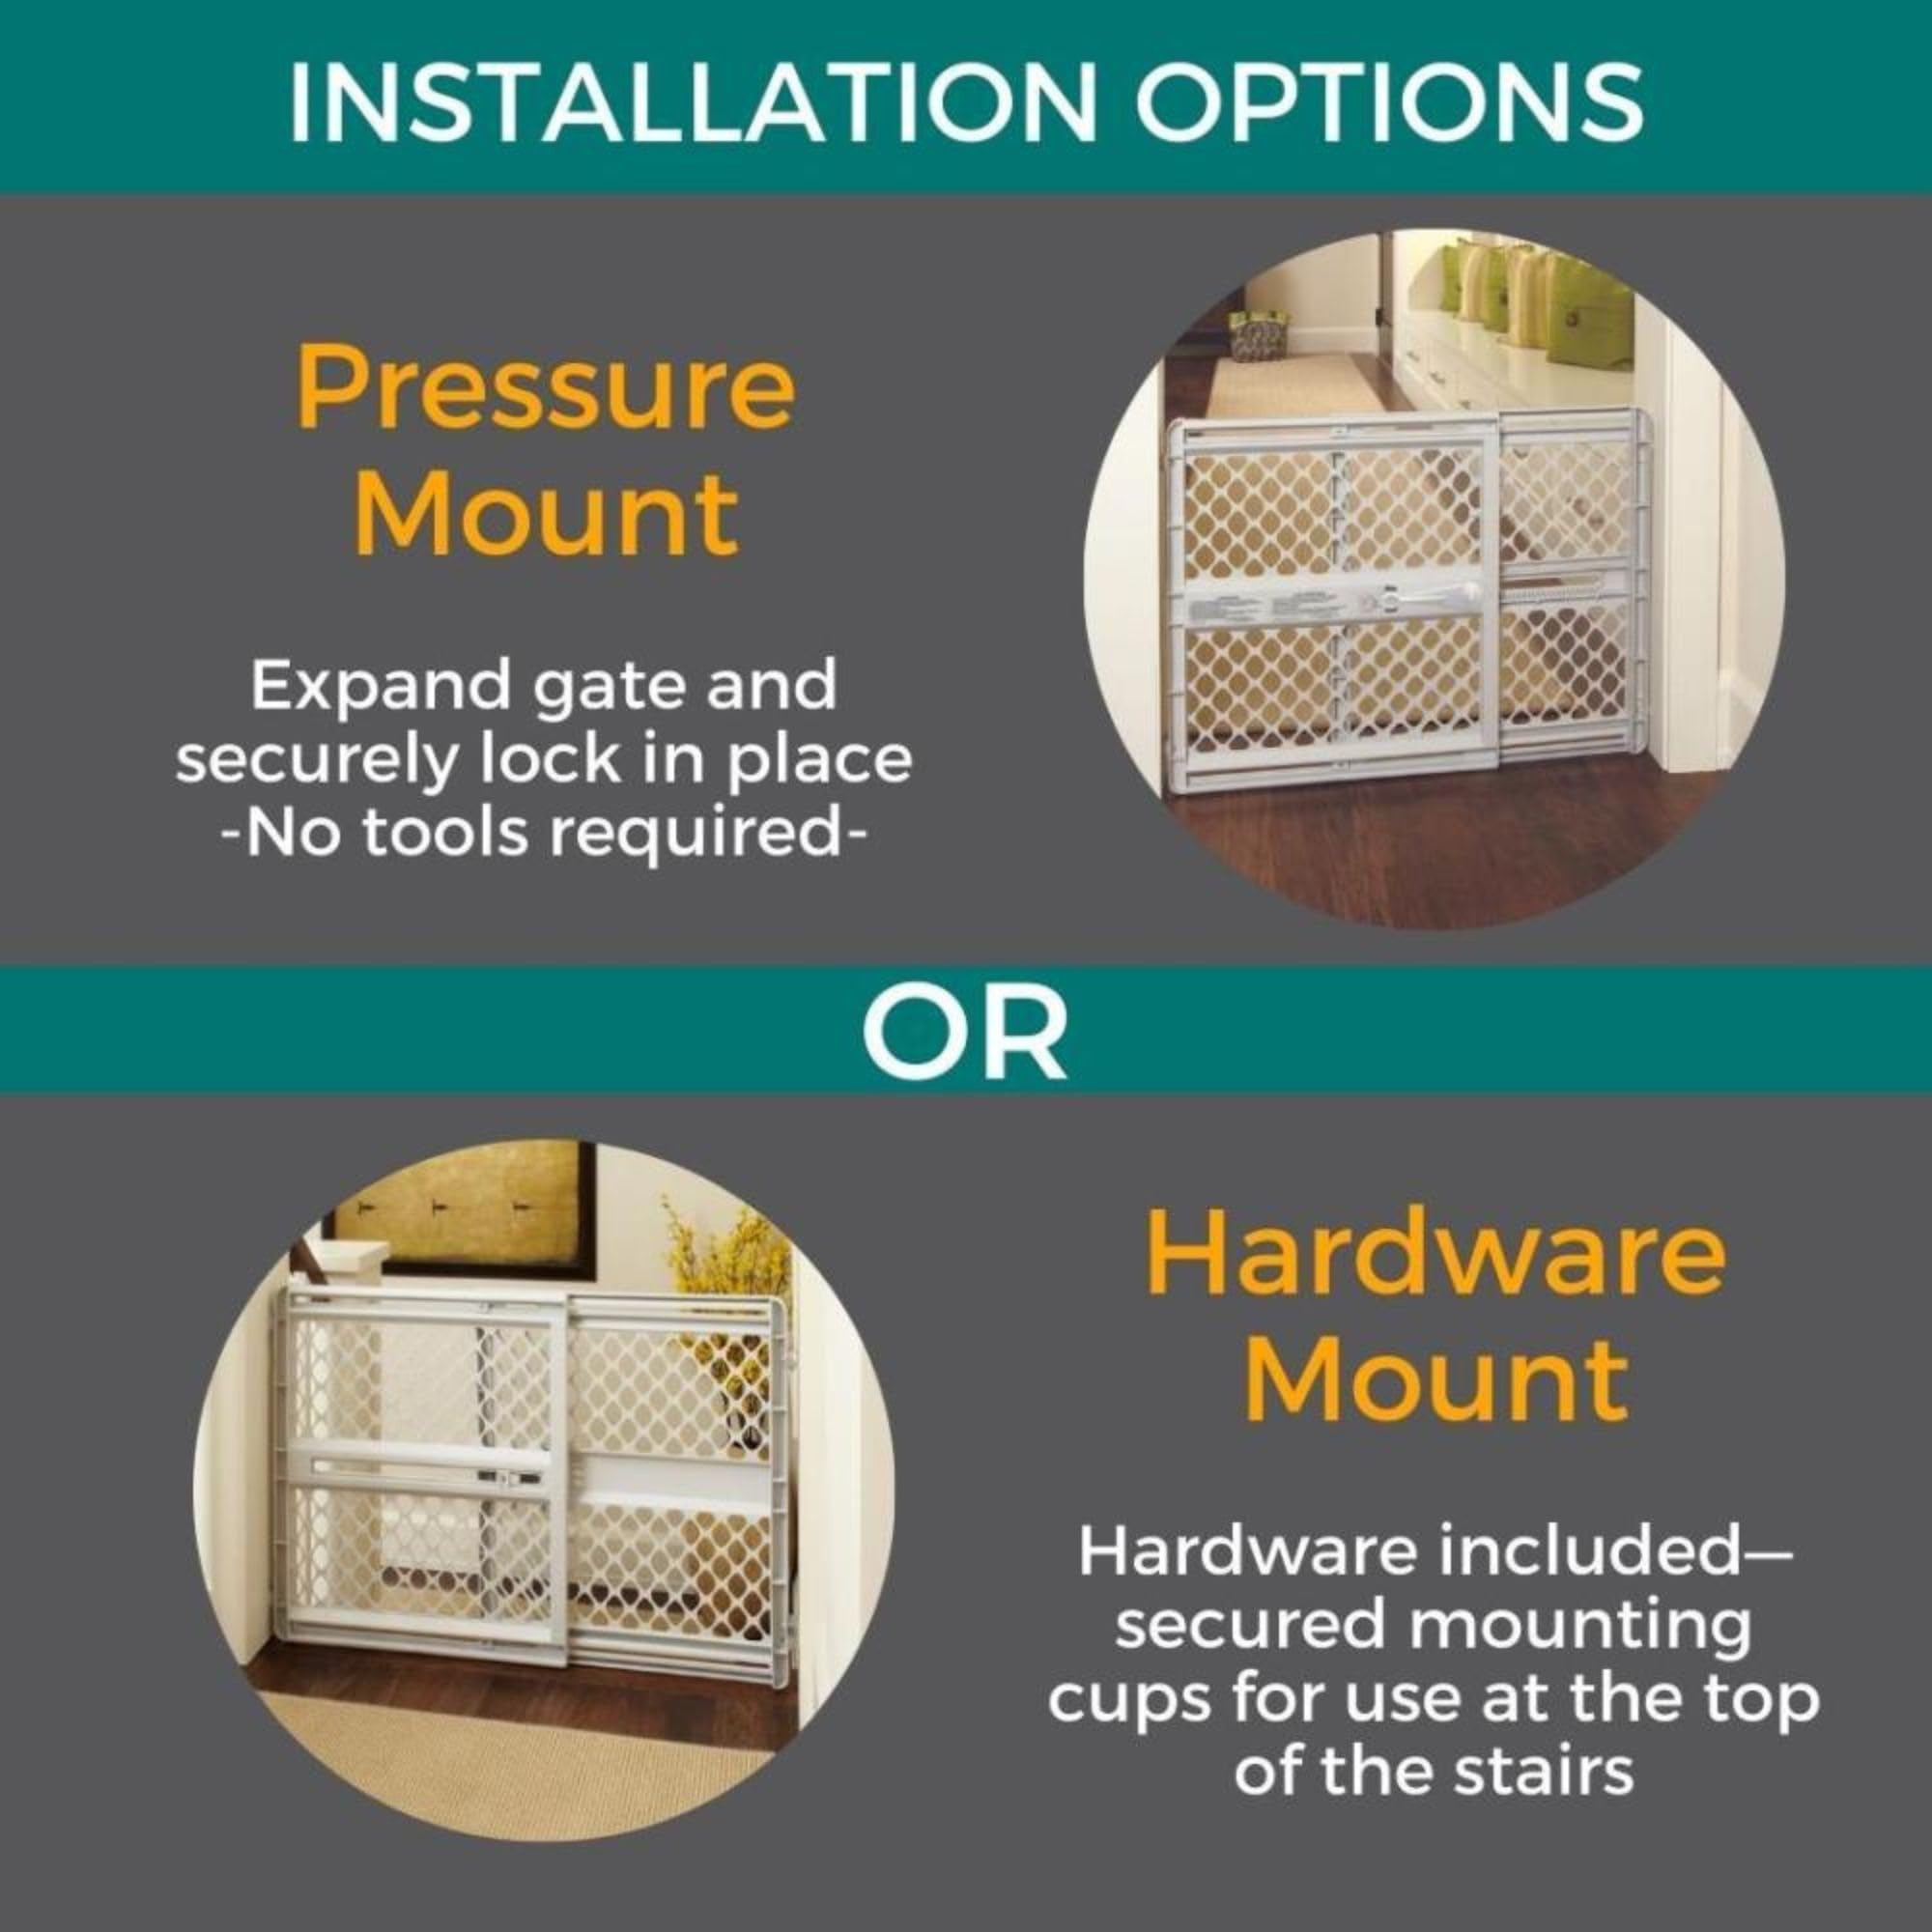 INSTALLATION OPTIONS
Pressure
Mount
Expand gate and
securely lock in place
-No tools required-
OR
Hardware
Mount
Hardware included—
secured mounting
cups for use at the top
of the stairs